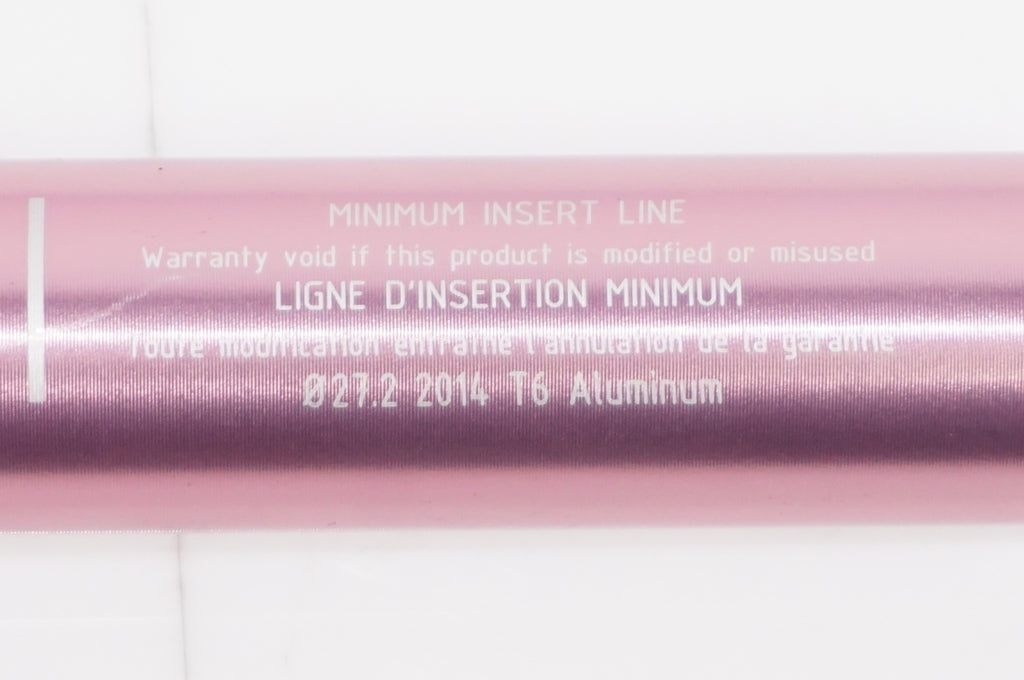 MINIMUM INSERT LINE
Warranty void if this product is modified or misused
LIGNE D'INSERTION MINIMUM
Toute modification entraîne l'annulation de la garantie
Ø27.2 2014 T6 Aluminum